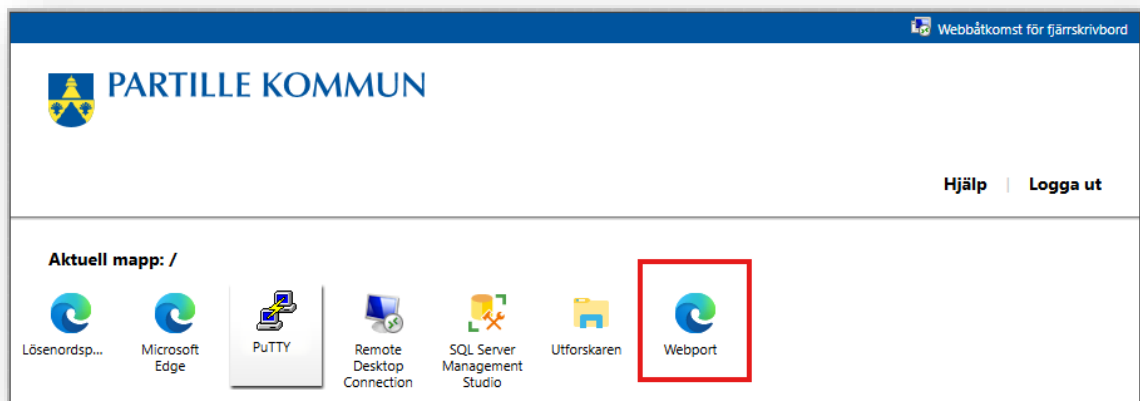 Webbåtkomst för fjärrskrivbord
PARTILLE KOMMUN
Hjälp | Logga ut
Aktuell mapp: /
Lösenordsp...
Microsoft
Edge
PuTTY
Remote
Desktop
Connection
SQL Server
Management
Studio
Utforskaren
Webport